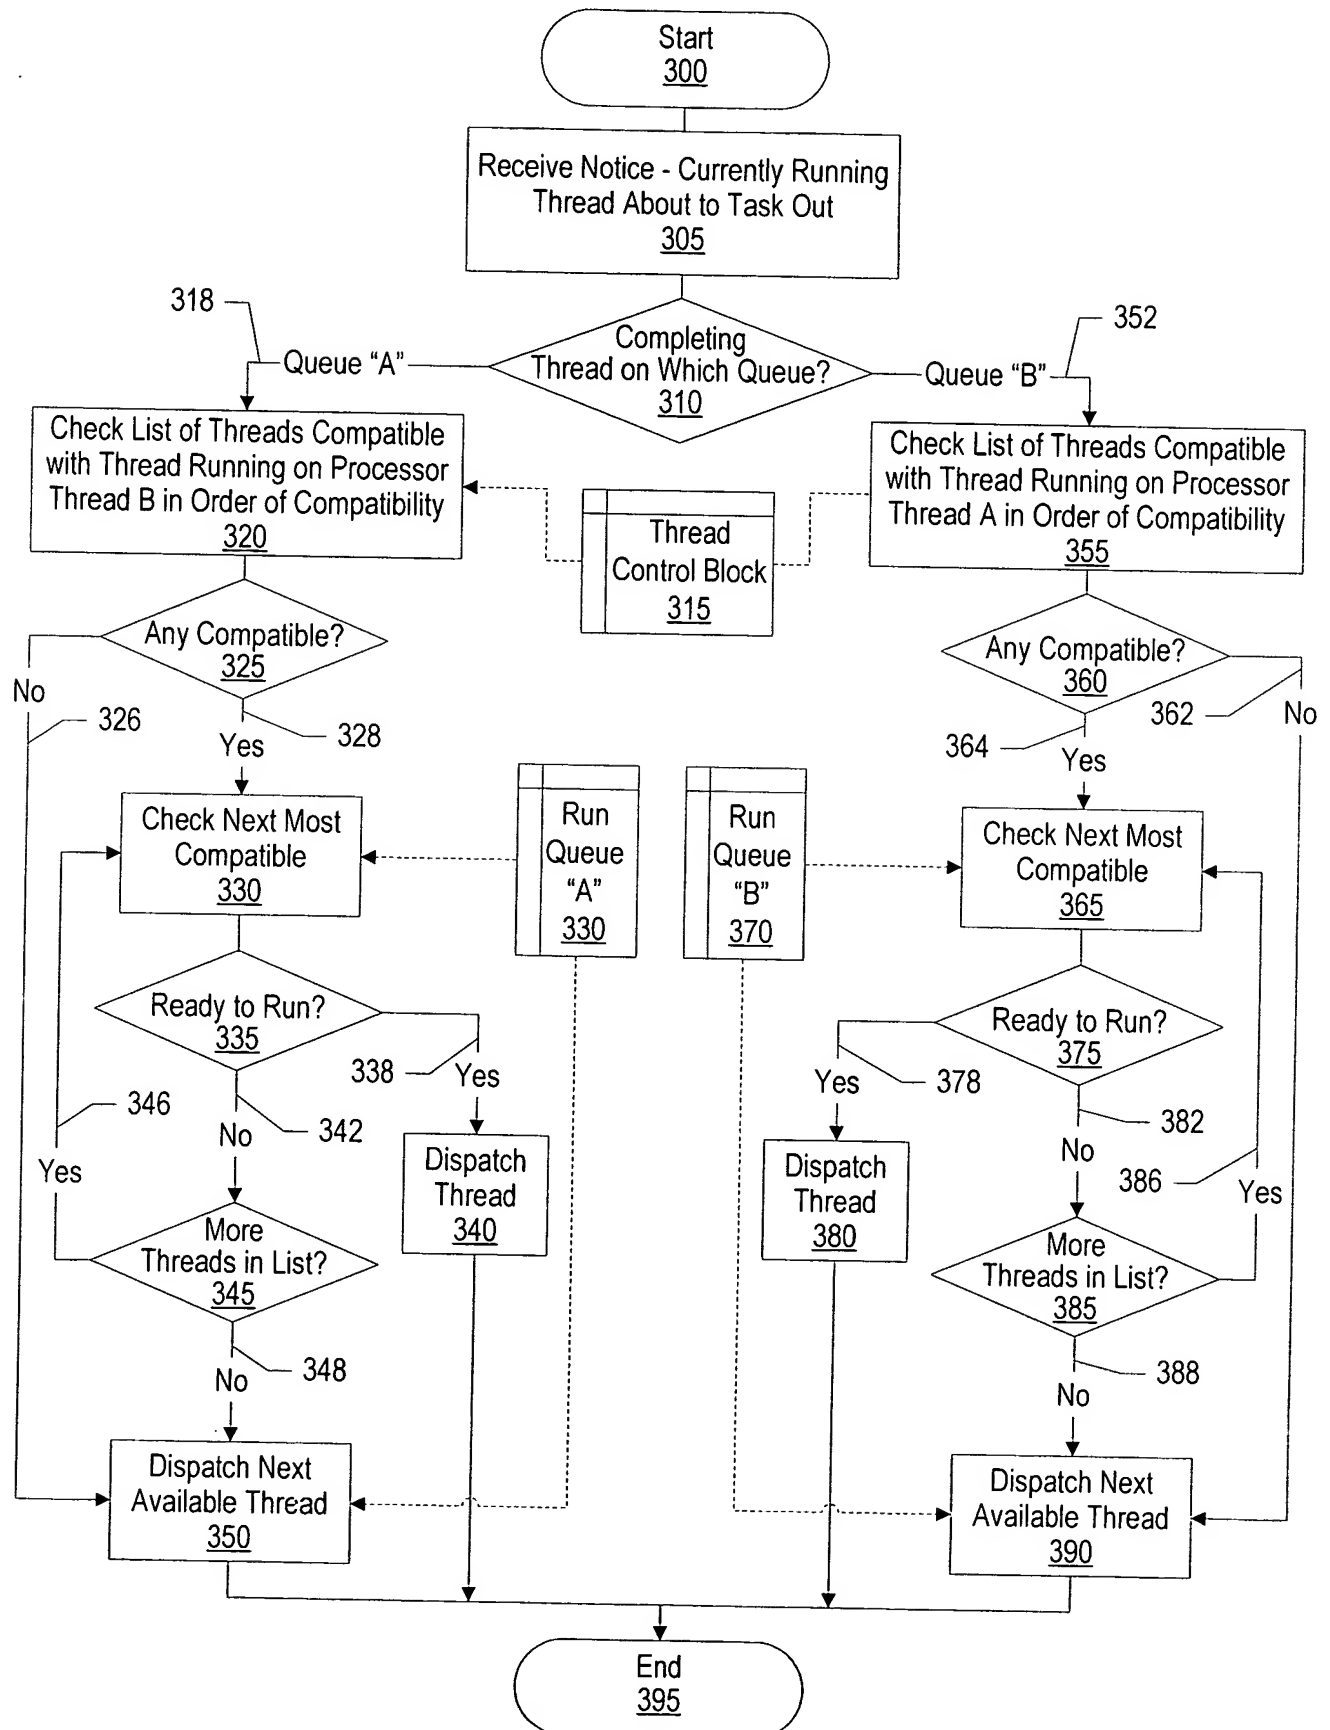 Start
300
Receive Notice - Currently Running
Thread About to Task Out
305
318
352
Completing
Thread on Which Queue?
310
Queue “A”
Queue “B”
Check List of Threads Compatible
with Thread Running on Processor
Thread B in Order of Compatibility
320
Thread
Control Block
315
Check List of Threads Compatible
with Thread Running on Processor
Thread A in Order of Compatibility
355
Any Compatible?
325
Any Compatible?
360
No
326
328
Yes
362
No
364
Yes
Check Next Most
Compatible
330
Run
Queue
“A”
330
Run
Queue
“B”
370
Check Next Most
Compatible
365
Ready to Run?
335
338
Yes
Ready to Run?
375
Yes
378
346
Yes
342
No
382
No
386
Yes
Dispatch
Thread
340
Dispatch
Thread
380
More
Threads in List?
345
More
Threads in List?
385
348
No
388
No
Dispatch Next
Available Thread
350
Dispatch Next
Available Thread
390
End
395